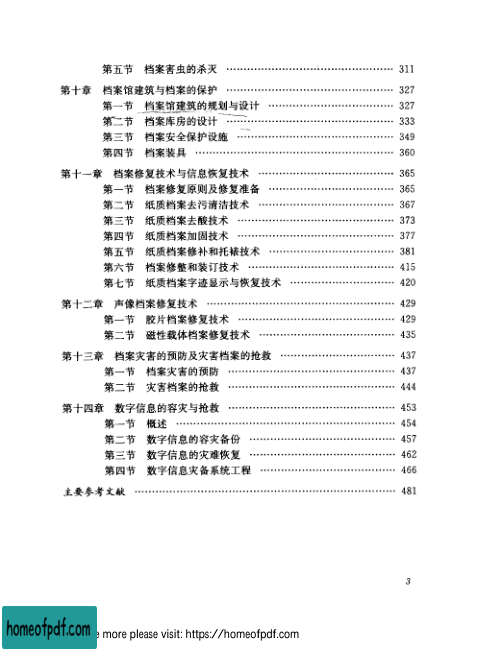 第五节 档案害虫的杀灭 …… 311
第十章 档案馆建筑与档案的保护 …… 327
第一节 档案馆建筑的规划与设计 …… 327
第二节 档案库房的设计 …… 333
第三节 档案安全保护设施 …… 349
第四节 档案装具 …… 360
第十一章 档案修复技术与信息恢复技术 …… 365
第一节 档案修复原则及修复准备 …… 365
第二节 纸质档案去污清洁技术 …… 367
第三节 纸质档案去酸技术 …… 373
第四节 纸质档案加固技术 …… 377
第五节 纸质档案修补和托裱技术 …… 381
第六节 档案修整和装订技术 …… 415
第七节 纸质档案字迹显示与恢复技术 …… 420
第十二章 声像档案修复技术 …… 429
第一节 胶片档案修复技术 …… 429
第二节 磁性载体档案修复技术 …… 435
第十三章 档案灾害的预防及灾害档案的抢救 …… 437
第一节 档案灾害的预防 …… 437
第二节 灾害档案的抢救 …… 444
第十四章 数字信息的容灾与抢救 …… 453
第一节 概述 …… 454
第二节 数字信息的容灾备份 …… 457
第三节 数字信息的灾难恢复 …… 462
第四节 数字信息灾备系统工程 …… 466
主要参考文献 …… 481
3
homeofpdf.com
e more please visit: https://homeofpdf.com